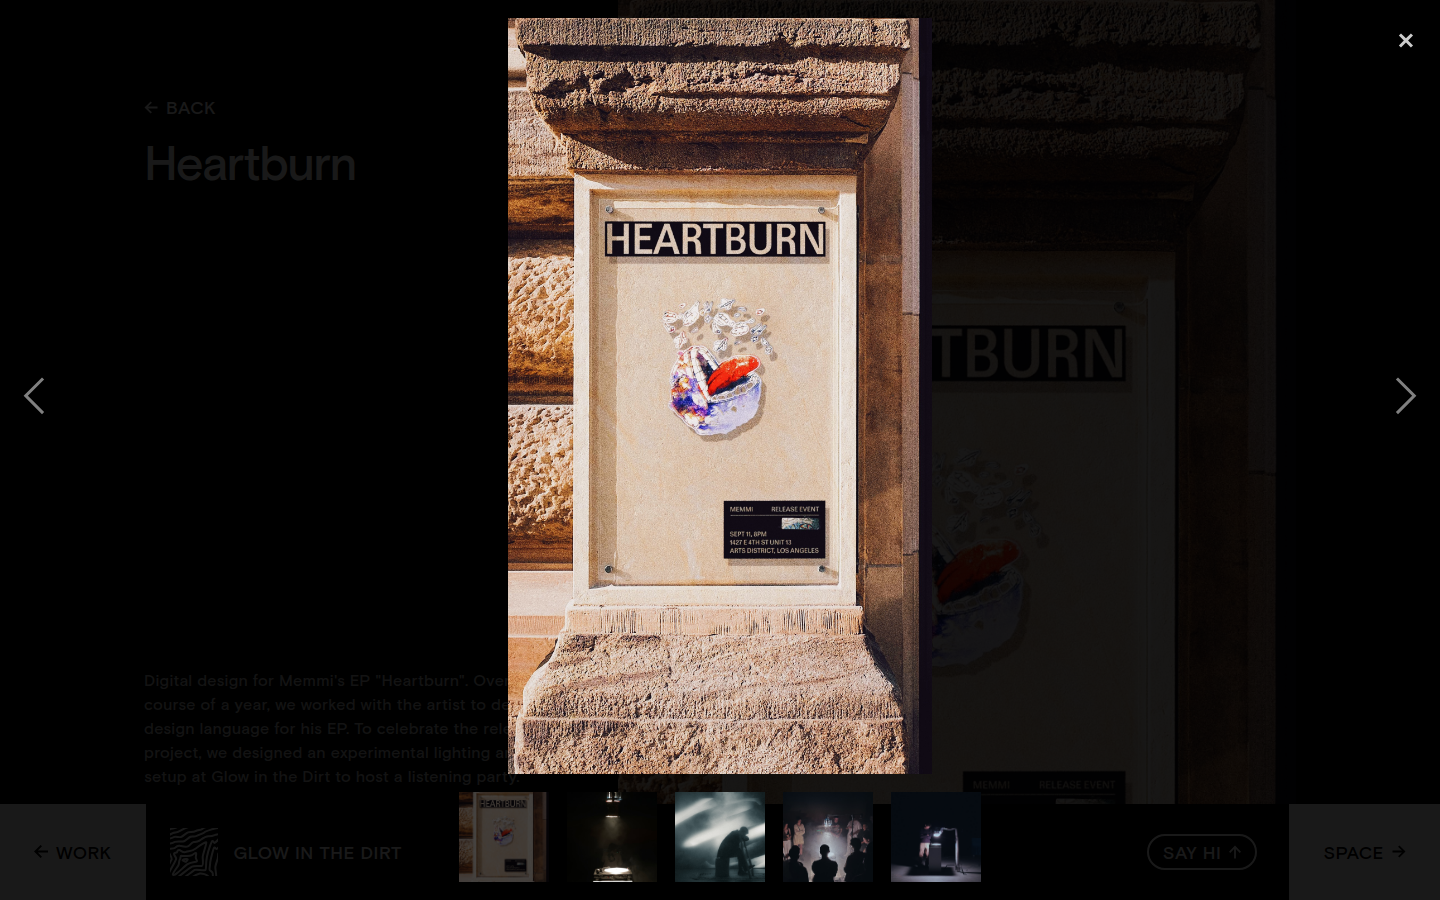 ← BACK
Heartburn
HEARTBURN
TBURN
MEMMI RELEASE EVENT
SEPT 11, 8PM
1427 E 4TH ST UNIT 13
ARTS DISTRICT, LOS ANGELES
Digital design for Memmi's EP "Heartburn". Over
course of a year, we worked with the artist to de
design language for his EP. To celebrate the rel
project, we designed an experimental lighting a
setup at Glow in the Dirt to host a listening party.
MEMMI RELEASE EVENT
← WORK
GLOW IN THE DIRT
HEARTBURN
SAY HI ↑
SPACE →